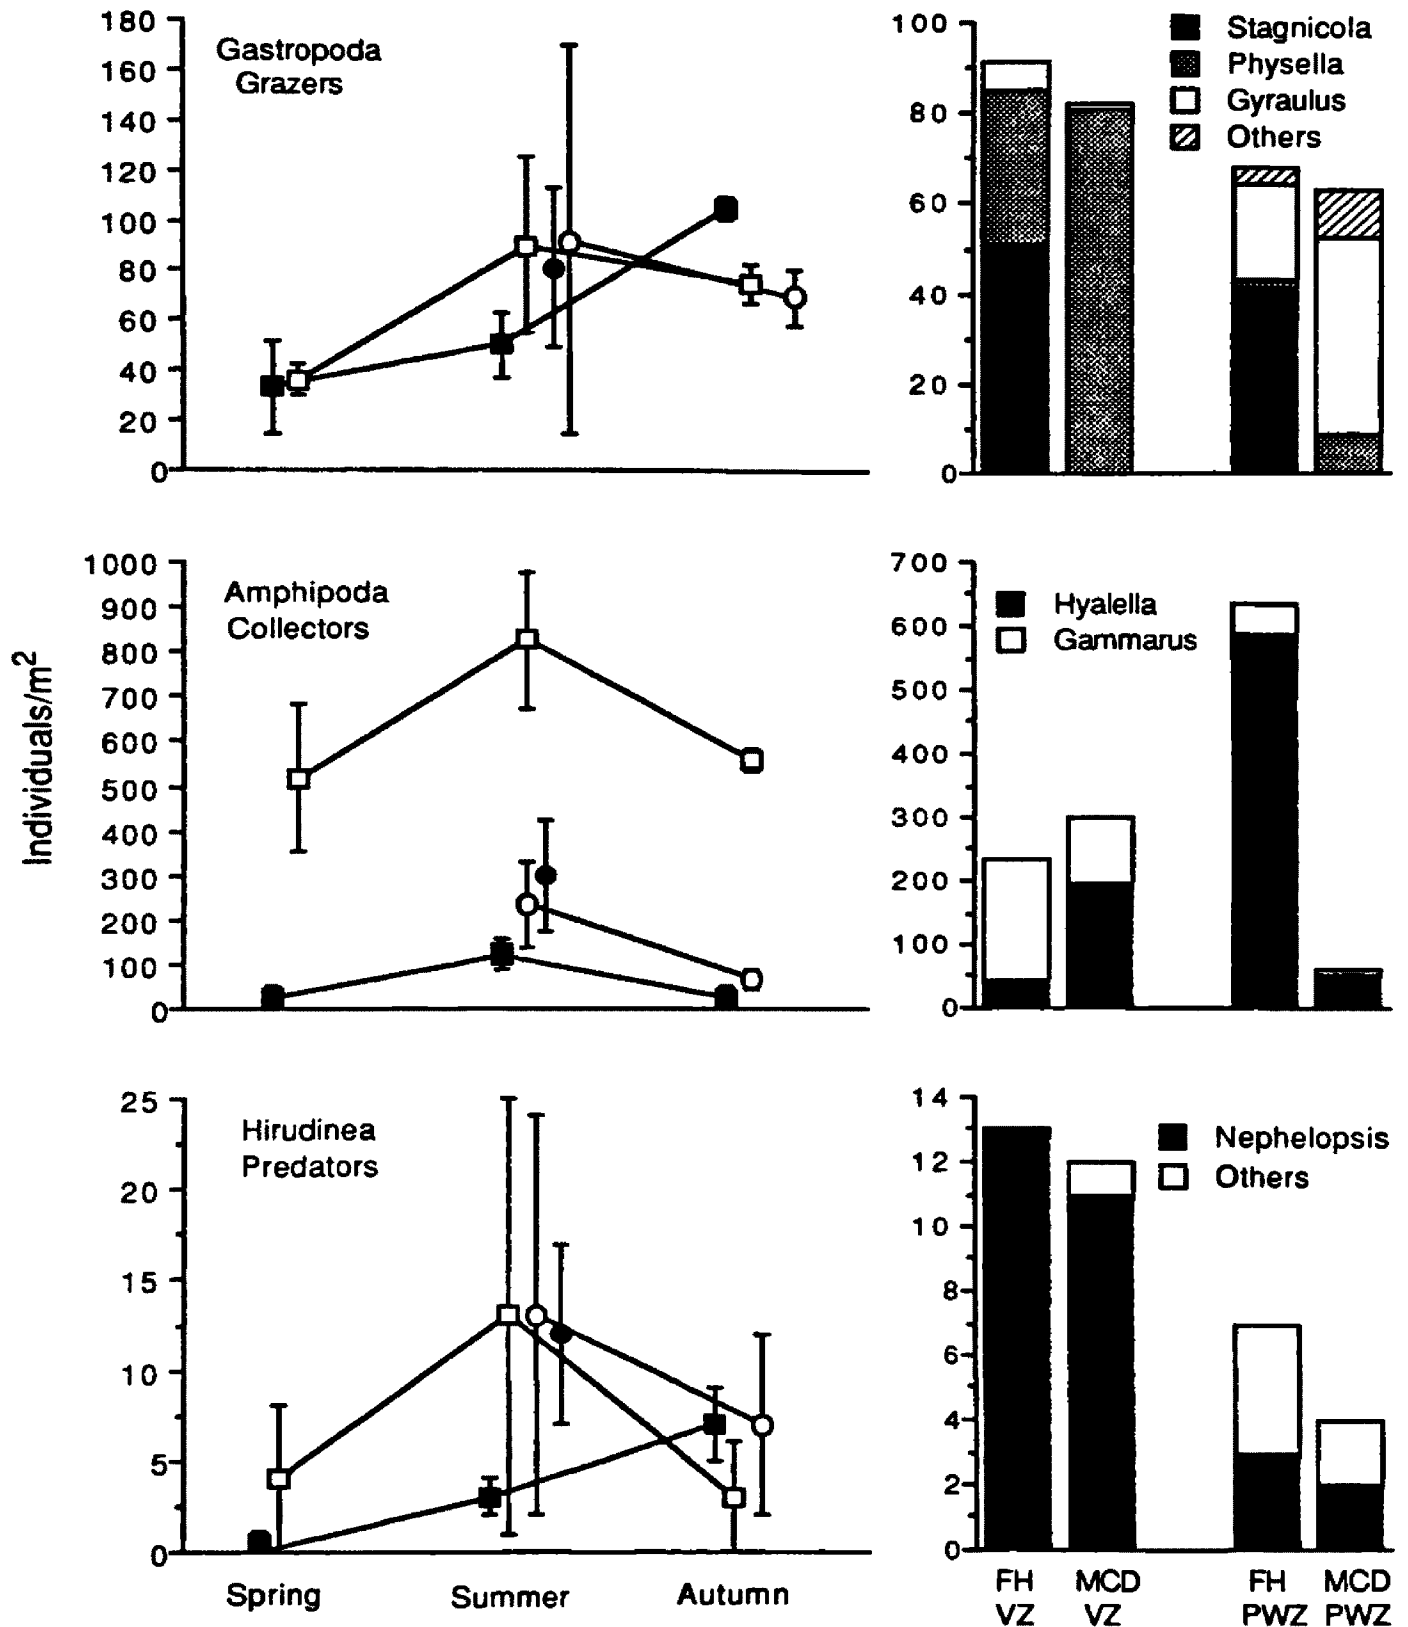 Individuals/m2
180
160
140
120
100
80
60
40
20
0
Gastropoda
Grazers
100
80
60
40
20
0
Stagnicola
Physella
Gyraulus
Others
1000
900
800
700
600
500
400
300
200
100
0
Amphipoda
Collectors
700
600
500
400
300
200
100
0
Hyalella
Gammarus
25
20
15
10
5
0
Hirudinea
Predators
Spring Summer Autumn
14
12
10
8
6
4
2
0
Nephelopsis
Others
FH MCD FH MCD
VZ VZ PWZ PWZ